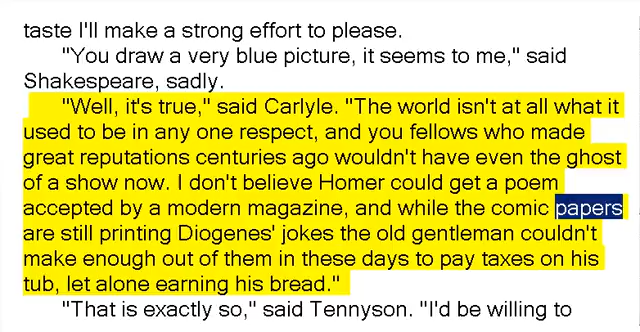 taste I'll make a strong effort to please.
"You draw a very blue picture, it seems to me," said
Shakespeare, sadly.
"Well, it's true," said Carlyle. "The world isn't at all what it
used to be in any one respect, and you fellows who made
great reputations centuries ago wouldn't have even the ghost
of a show now. I don't believe Homer could get a poem
accepted by a modern magazine, and while the comic papers
are still printing Diogenes' jokes the old gentleman couldn't
make enough out of them in these days to pay taxes on his
tub, let alone earning his bread."
"That is exactly so," said Tennyson. "I'd be willing to